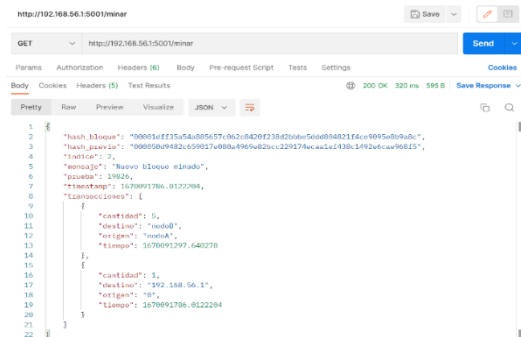 http://192.168.56.1:5001/minar
Save
GET http://192.168.56.1:5001/minar Send
Params Authorization Headers (6) Body Pre-request Script Tests Settings Cookies
Body Cookies Headers (5) Test Results 200 OK 320 ms 595 B Save Response
Pretty Raw Preview Visualize JSON
1 {
2 "hash_bloque":
3 "hash_previo":
4 "indice": 2,
5 "mensaje": "Nuevo bloque minado",
6 "prueba": 19826,
7 "timestamp": 1670091786.0122204,
8 "transacciones": [
9 {
10 "cantidad": 5,
11 "destino": "nodoB",
12 "origen": "nodoA",
13 "tiempo": 1670091297.640278
14 },
15 {
16 "cantidad": 1,
17 "destino": "192.168.56.1",
18 "origen": "0",
19 "tiempo": 1670091786.0122204
20 }
21 ]
22 }